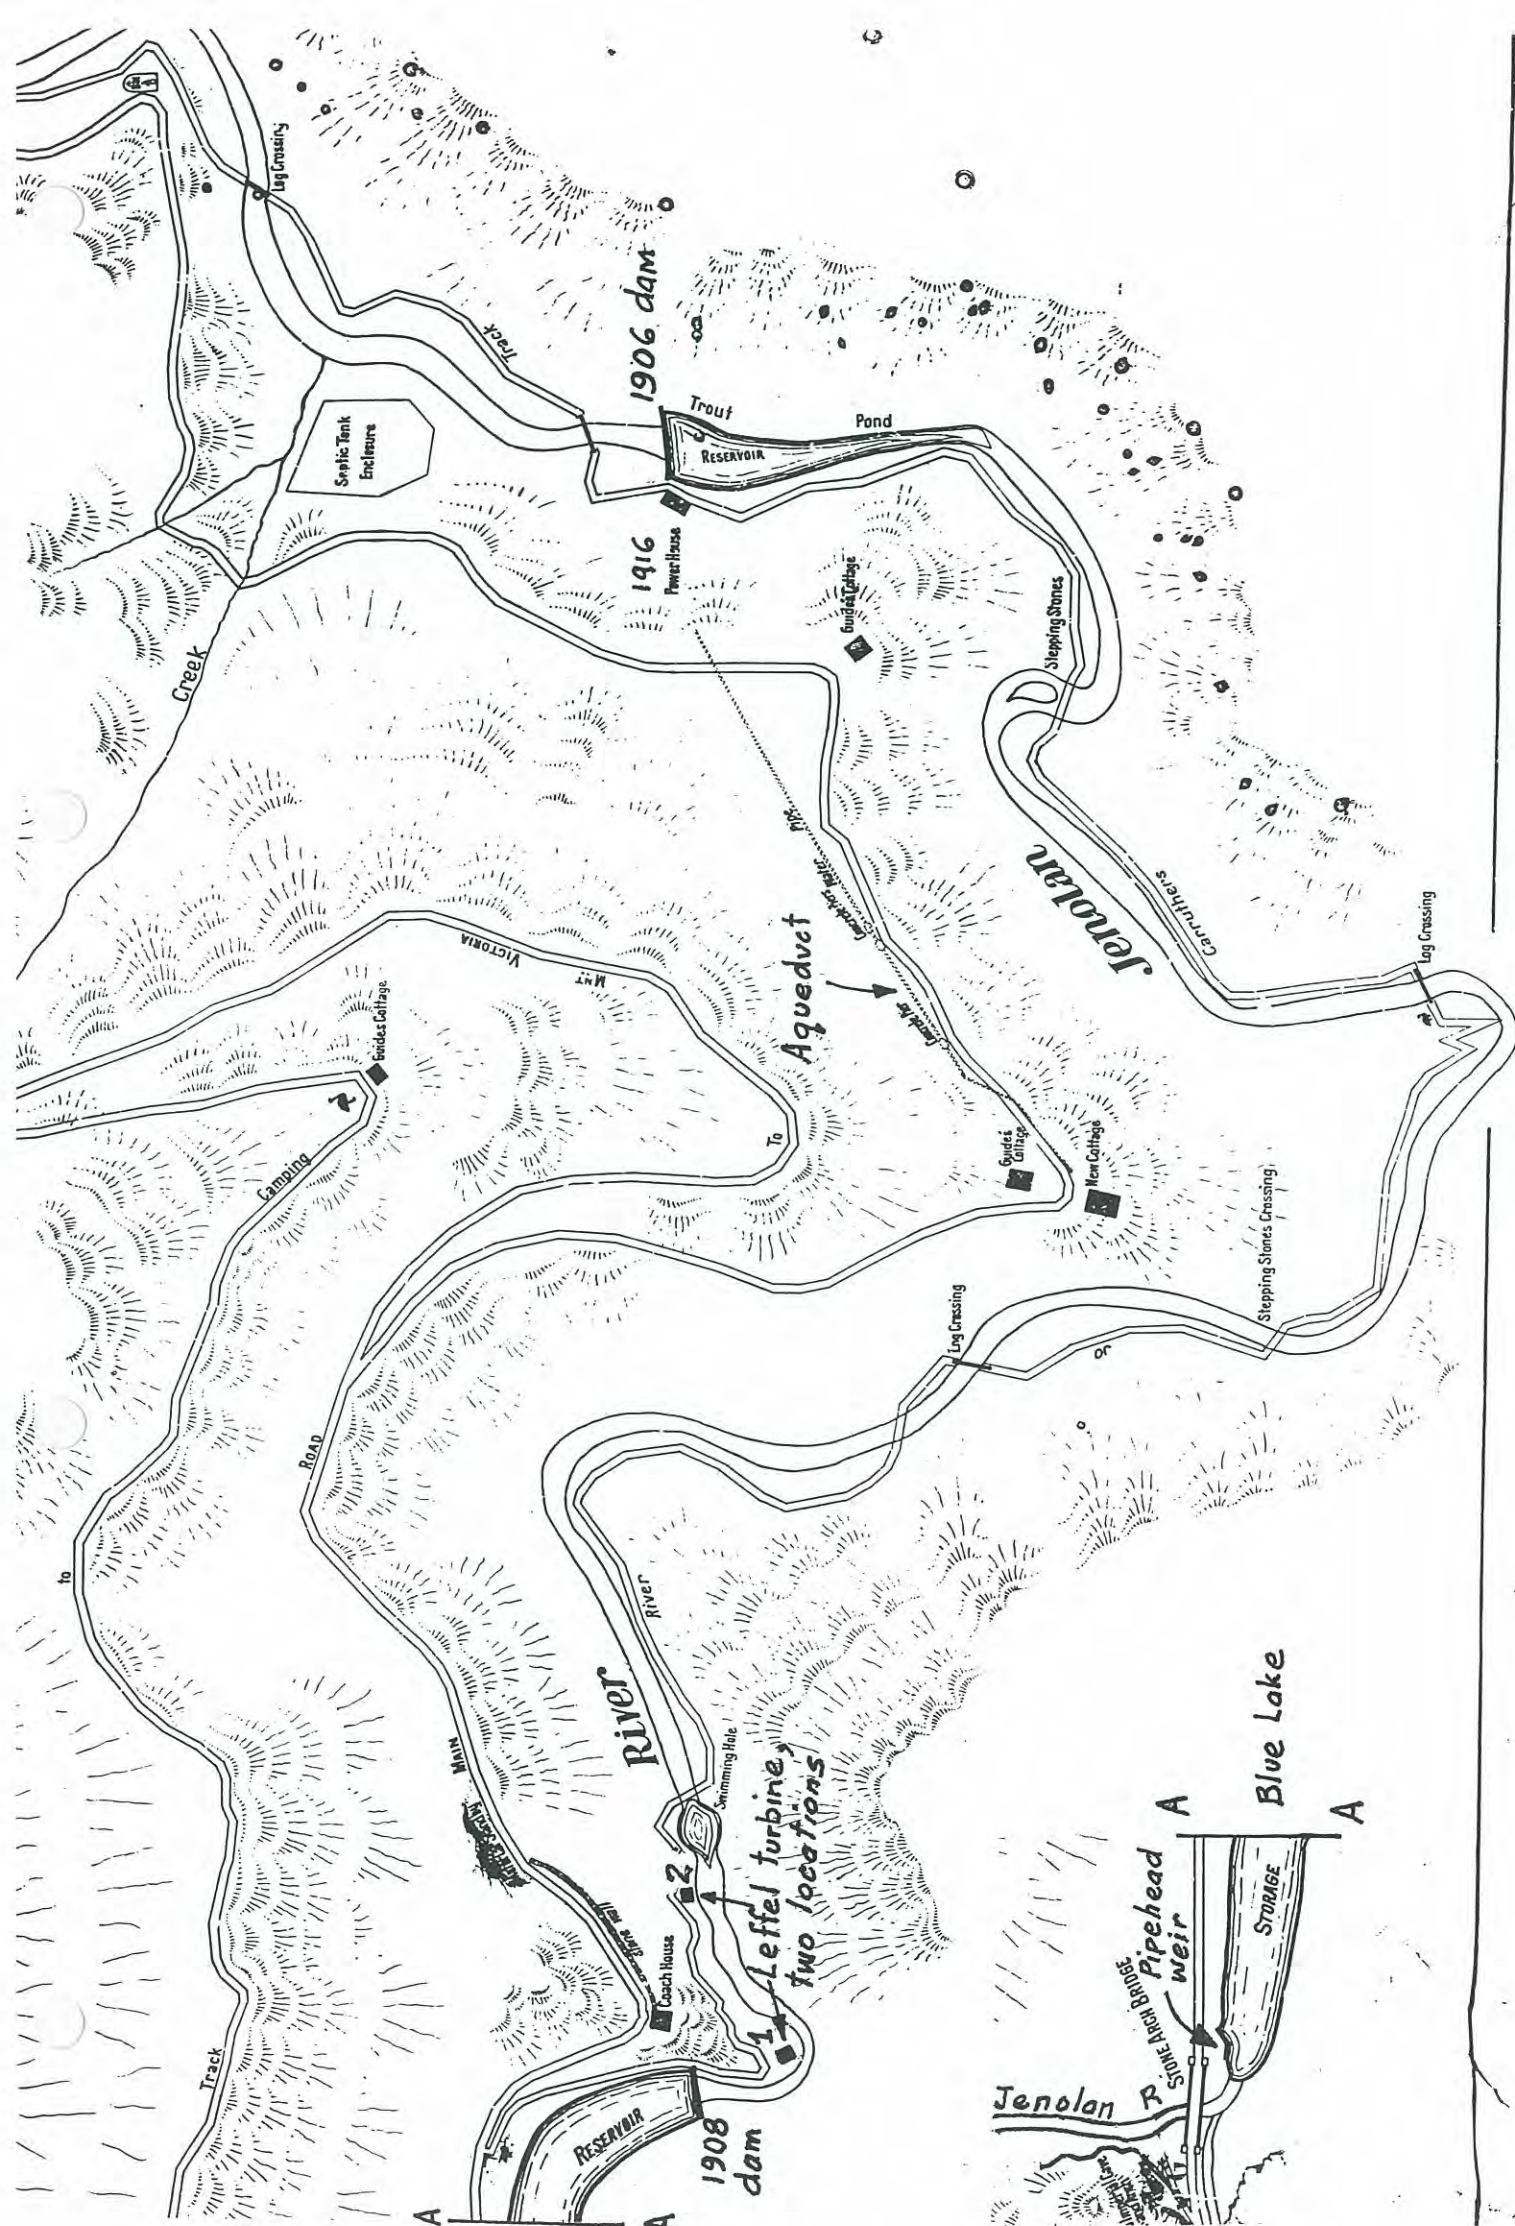 Log Crossing
Track
1906 dam
Trout
Pond
RESERVOIR
Septic Tank
Enclosure
1916
Power House
Guides Cottage
Stepping Stones
Creek
PIPE
Aqueduct
Jenolan
Carruthers
Log Crossing
VICTORIA
MNT
To
Guides Cottage
Camping
to
Track
Guides
Cottage
New Cottage
Stepping Stones Crossing
Log Crossing
ROAD
MAIN
River
River
Swimming Hole
2
Leffel turbine,
two locations
1
Stone Wall
Coach House
RESERVOIR
1908
dam
A
A
Blue Lake
A
A
STORAGE
Pipehead
weir
STONE ARCH BRIDGE
Jenolan R